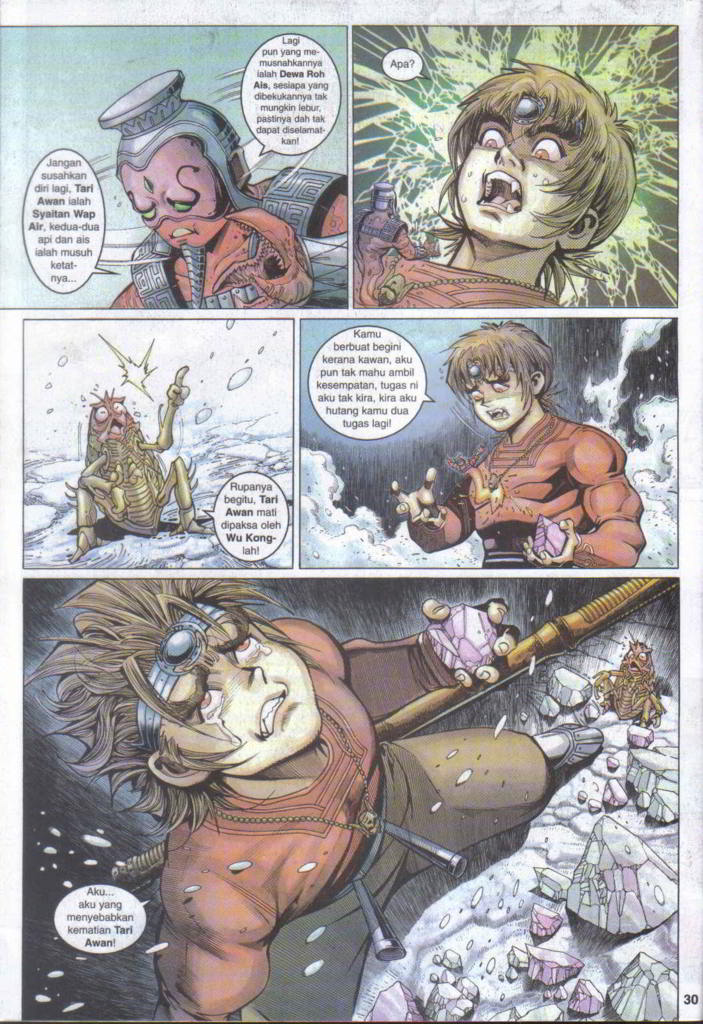 Jangan
susahkan
diri lagi, Tari
Awan ialah
Syaitan Wap
Air, kedua-dua
api dan ais
ialah musuh
ketat-
nya...
Lagi
pun yang me-
musnahkannya
ialah Dewa Roh
Ais, sesiapa yang
dibekukannya tak
mungkin lebur,
pastinya dah tak
dapat diselamat-
kan!
Apa?
Rupanya
begitu, Tari
Awan mati
dipaksa oleh
Wu Kong-
lah!
Kamu
berbuat begini
kerana kawan, aku
pun tak mahu ambil
kesempatan, tugas ni
aku tak kira, kira aku
hutang kamu dua
tugas lagi!
Aku...
aku yang
menyebabkan
kematian Tari
Awan!
30